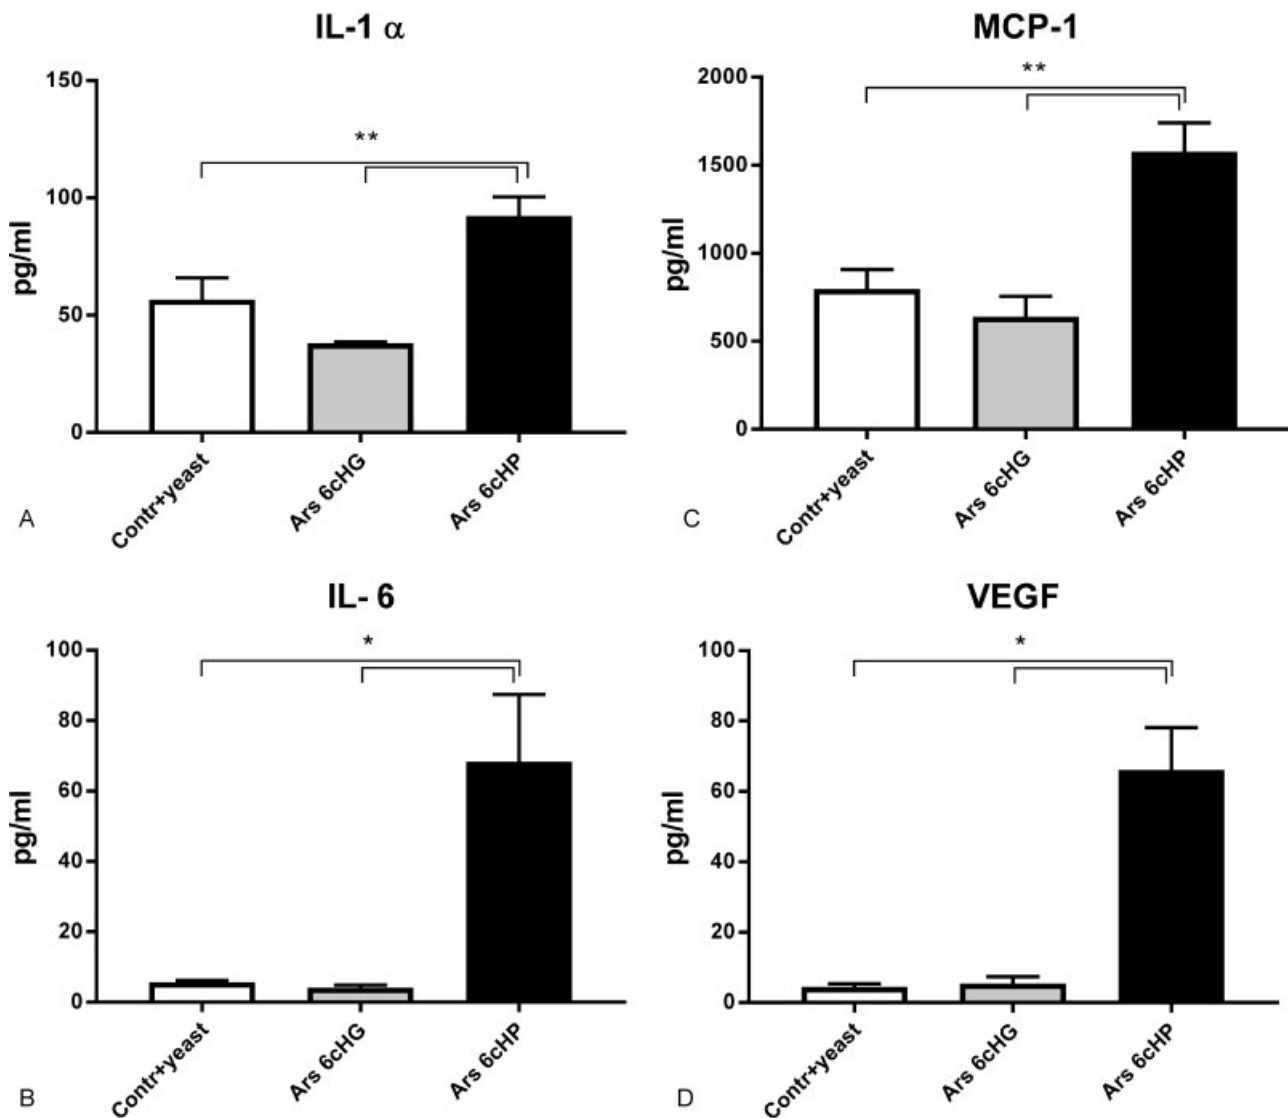 IL-1 α
150
**
100
pg/ml
50
0
Contr+yeast
Ars 6cHG
Ars 6cHP
A
MCP-1
2000
**
1500
pg/ml
1000
500
0
Contr+yeast
Ars 6cHG
Ars 6cHP
C
IL- 6
100
*
80
60
pg/ml
40
20
0
Contr+yeast
Ars 6cHG
Ars 6cHP
B
VEGF
100
*
80
60
pg/ml
40
20
0
Contr+yeast
Ars 6cHG
Ars 6cHP
D